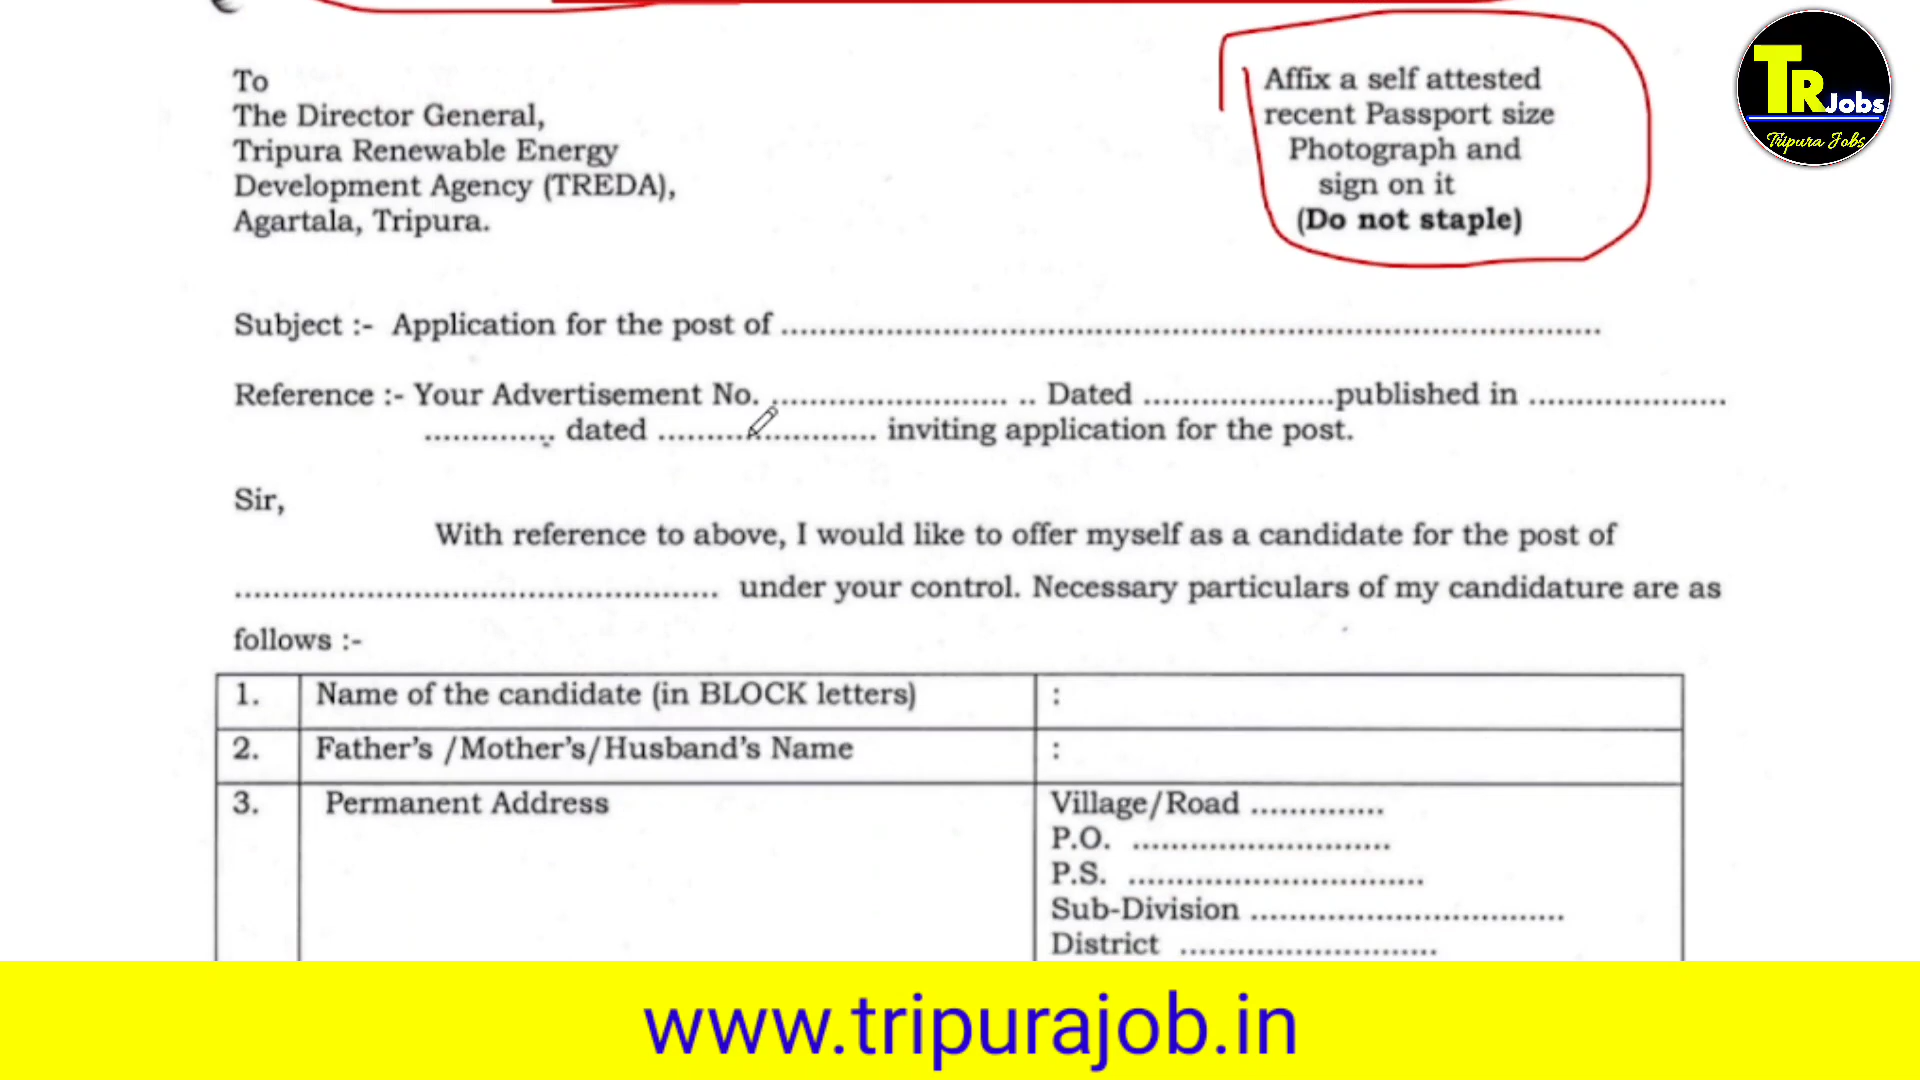 To
The Director General,
Tripura Renewable Energy
Development Agency (TREDA),
Agartala, Tripura.
Affix a self attested
recent Passport size
Photograph and
sign on it
(Do not staple)
TRJobs
Tripura Jobs
Subject :- Application for the post of ........................................................................................
Reference :- Your Advertisement No. ......................... .. Dated ....................published in .....................
.............. dated ....................... inviting application for the post.
Sir,
With reference to above, I would like to offer myself as a candidate for the post of
................................................... under your control. Necessary particulars of my candidature are as
follows :-
1. Name of the candidate (in BLOCK letters) :
2. Father's /Mother's/Husband's Name :
3. Permanent Address Village/Road ..............
P.O. ...........................
P.S. ...............................
Sub-Division .................................
District ...........................
www.tripurajob.in